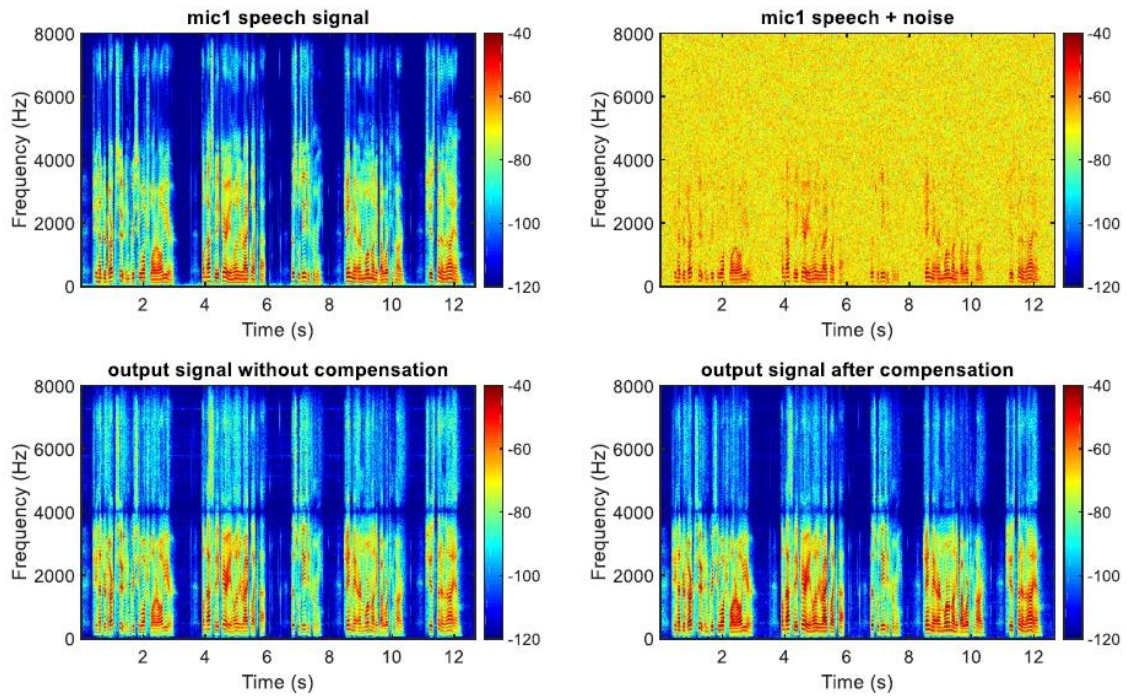 mic1 speech signal
8000
6000
4000
2000
0
Frequency (Hz)
2 4 6 8 10 12
Time (s)
-40
-60
-80
-100
-120
mic1 speech + noise
8000
6000
4000
2000
0
Frequency (Hz)
2 4 6 8 10 12
Time (s)
-40
-60
-80
-100
-120
output signal without compensation
8000
6000
4000
2000
0
Frequency (Hz)
2 4 6 8 10 12
Time (s)
-40
-60
-80
-100
-120
output signal after compensation
8000
6000
4000
2000
0
Frequency (Hz)
2 4 6 8 10 12
Time (s)
-40
-60
-80
-100
-120